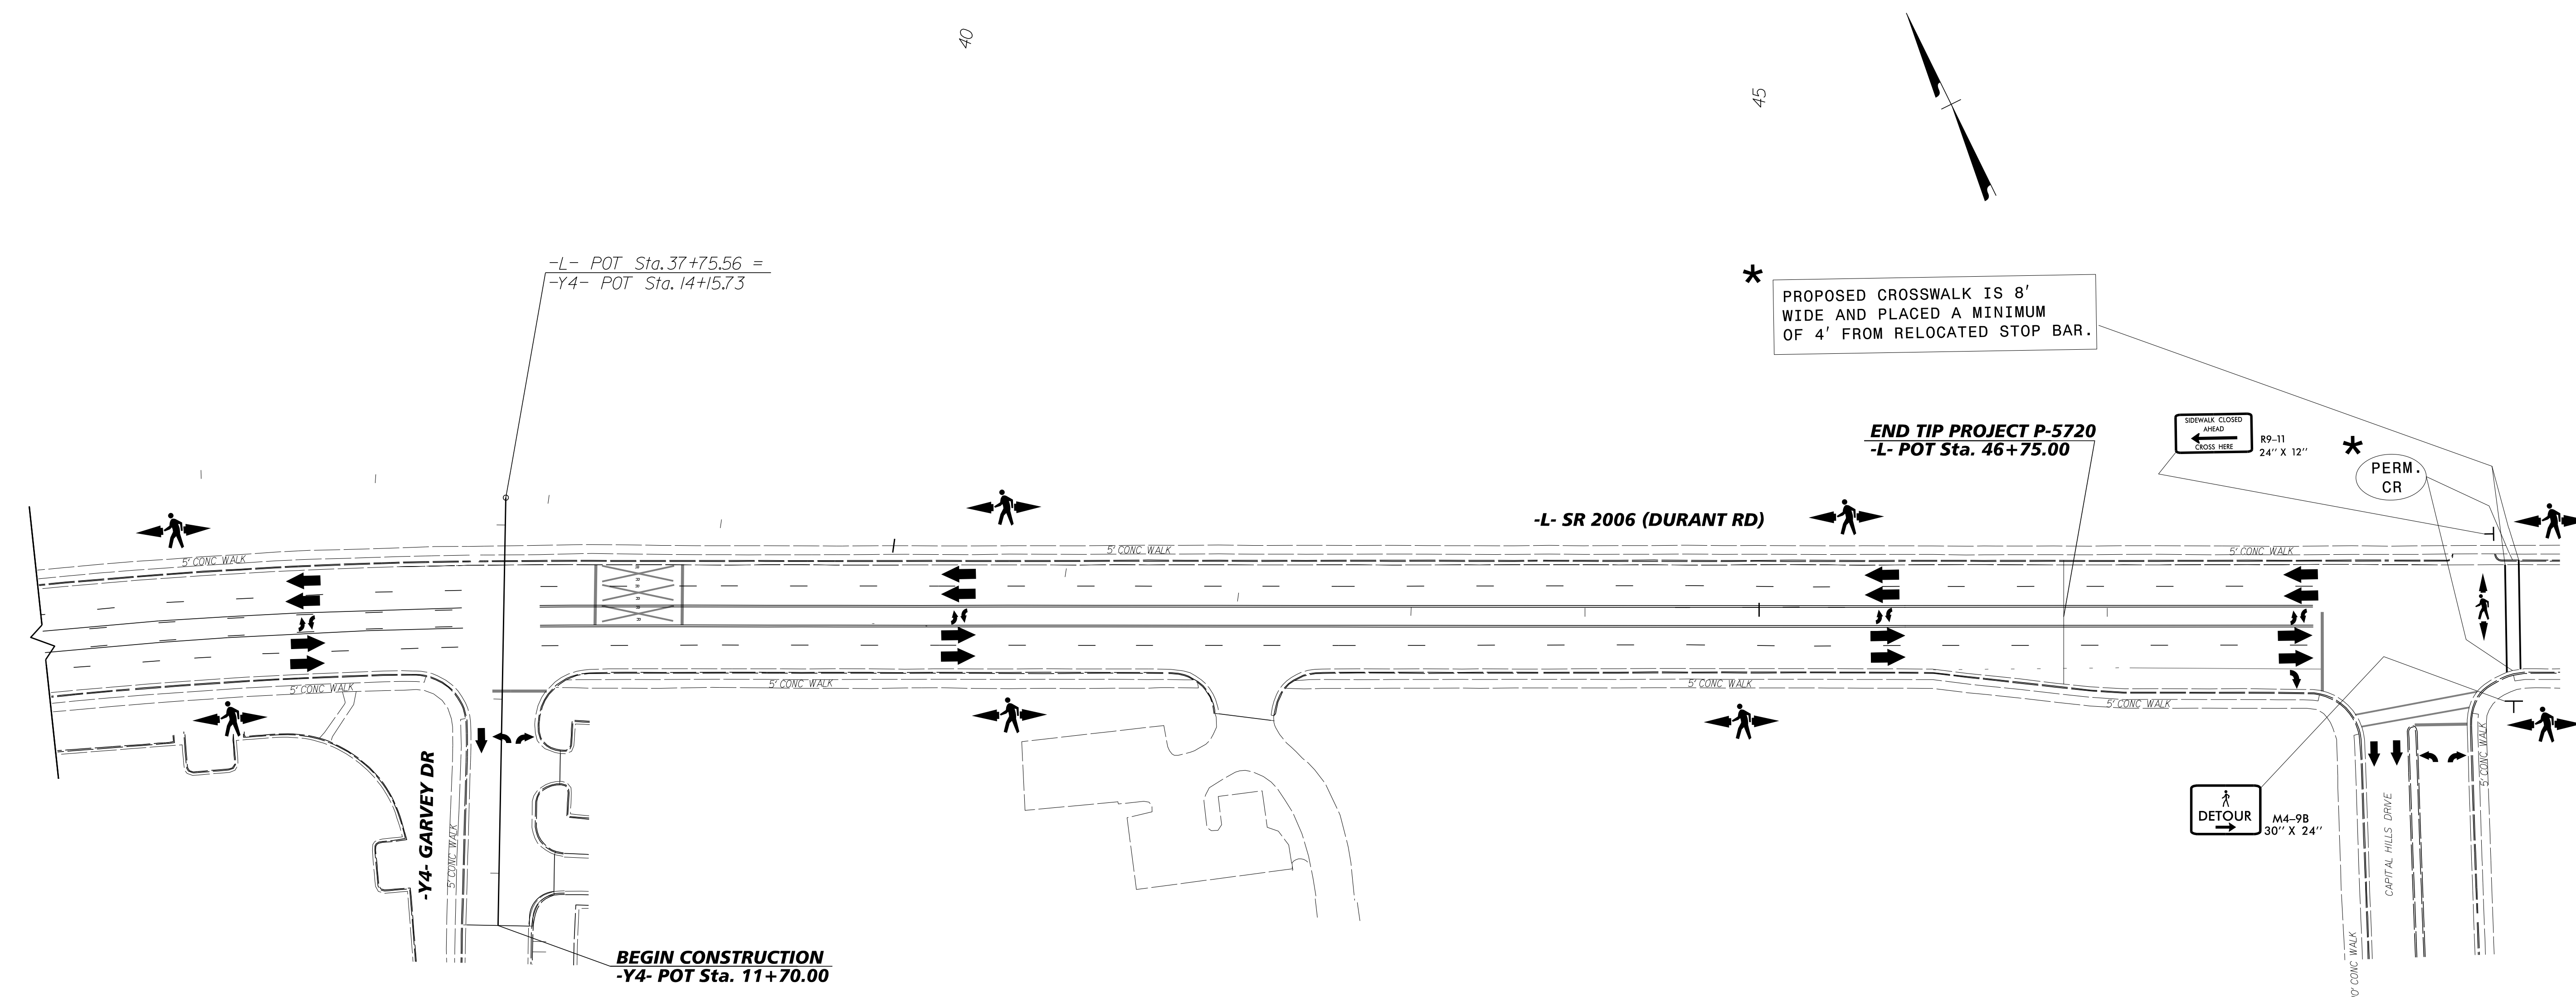 40
45
-L- POT Sta. 37+75.56 =
-Y4- POT Sta. 14+15.73
PROPOSED CROSSWALK IS 8'
WIDE AND PLACED A MINIMUM
OF 4' FROM RELOCATED STOP BAR.
*
END TIP PROJECT P-5720
-L- POT Sta. 46+75.00
SIDEWALK CLOSED
AHEAD
CROSS HERE
R9-11
24'' X 12''
*
PERM.
CR
-L- SR 2006 (DURANT RD)
5' CONC WALK
5' CONC WALK
5' CONC WALK
R
R
R
R
R
5' CONC WALK
5' CONC WALK
5' CONC WALK
5' CONC WALK
-Y4- GARVEY DR
5' CONC WALK
5' CONC WALK
CAPITAL HILLS DRIVE
DETOUR
M4-9B
30'' X 24''
BEGIN CONSTRUCTION
-Y4- POT Sta. 11+70.00